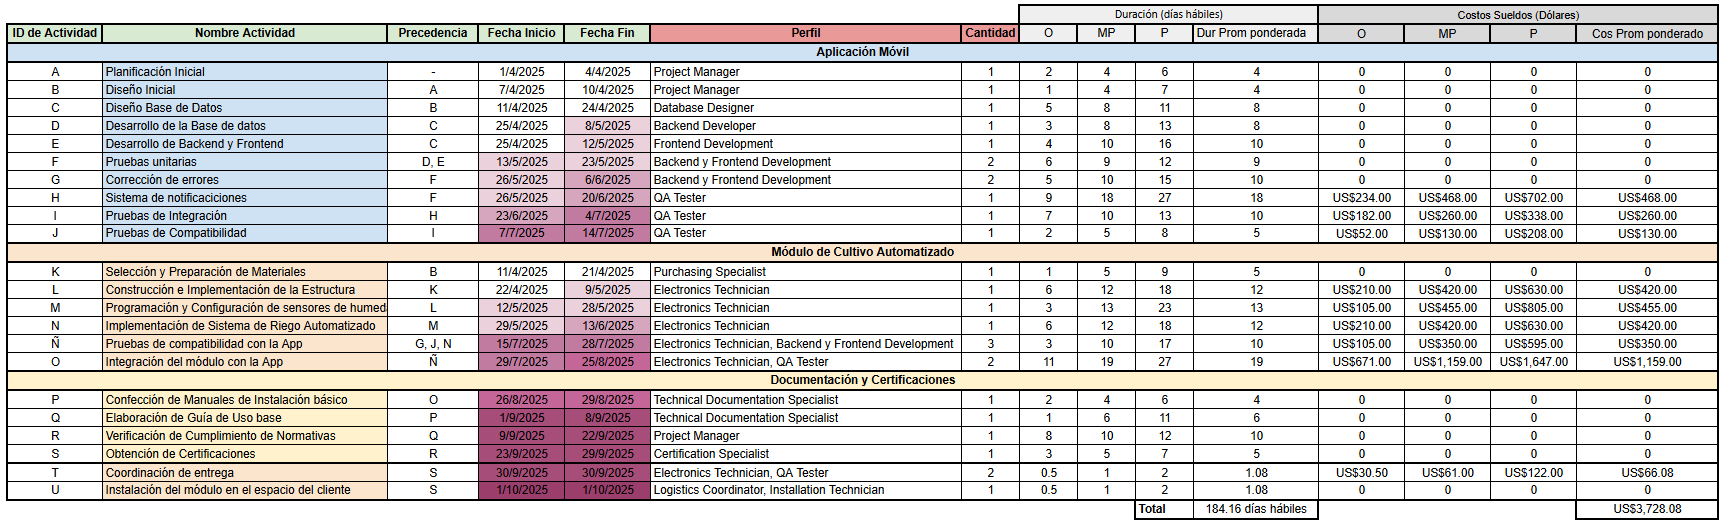 Duración (días hábiles) Costos Sueldos (Dólares)
ID de Actividad Nombre Actividad Precedencia Fecha Inicio Fecha Fin Perfil Cantidad O MP P Dur Prom ponderada O MP P Cos Prom ponderado
Aplicación Móvil
A Planificación Inicial - 1/4/2025 4/4/2025 Project Manager 1 2 4 6 4 0 0 0 0
B Diseño Inicial A 7/4/2025 10/4/2025 Project Manager 1 1 4 7 4 0 0 0 0
C Diseño Base de Datos B 11/4/2025 24/4/2025 Database Designer 1 5 8 11 8 0 0 0 0
D Desarrollo de la Base de datos C 25/4/2025 8/5/2025 Backend Developer 1 3 8 13 8 0 0 0 0
E Desarrollo de Backend y Frontend C 25/4/2025 12/5/2025 Frontend Development 1 4 10 16 10 0 0 0 0
F Pruebas unitarias D, E 13/5/2025 23/5/2025 Backend y Frontend Development 2 6 9 12 9 0 0 0 0
G Corrección de errores F 26/5/2025 6/6/2025 Backend y Frontend Development 2 5 10 15 10 0 0 0 0
H Sistema de notificaciciones F 26/5/2025 20/6/2025 QA Tester 1 9 18 27 18 US$234.00 US$468.00 US$702.00 US$468.00
I Pruebas de Integración H 23/6/2025 4/7/2025 QA Tester 1 7 10 13 10 US$182.00 US$260.00 US$338.00 US$260.00
J Pruebas de Compatibilidad I 7/7/2025 14/7/2025 QA Tester 1 2 5 8 5 US$52.00 US$130.00 US$208.00 US$130.00
Módulo de Cultivo Automatizado
K Selección y Preparación de Materiales B 11/4/2025 21/4/2025 Purchasing Specialist 1 1 5 9 5 0 0 0 0
L Construcción e Implementación de la Estructura K 22/4/2025 9/5/2025 Electronics Technician 1 6 12 18 12 US$210.00 US$420.00 US$630.00 US$420.00
M Programación y Configuración de sensores de humed L 12/5/2025 28/5/2025 Electronics Technician 1 3 13 23 13 US$105.00 US$455.00 US$805.00 US$455.00
N Implementación de Sistema de Riego Automatizado M 29/5/2025 13/6/2025 Electronics Technician 1 6 12 18 12 US$210.00 US$420.00 US$630.00 US$420.00
Ñ Pruebas de compatibilidad con la App G, J, N 15/7/2025 28/7/2025 Electronics Technician, Backend y Frontend Development 3 3 10 17 10 US$105.00 US$350.00 US$595.00 US$350.00
O Integración del módulo con la App Ñ 29/7/2025 25/8/2025 Electronics Technician, QA Tester 2 11 19 27 19 US$671.00 US$1,159.00 US$1,647.00 US$1,159.00
Documentación y Certificaciones
P Confección de Manuales de Instalación básico O 26/8/2025 29/8/2025 Technical Documentation Specialist 1 2 4 6 4 0 0 0 0
Q Elaboración de Guía de Uso base P 1/9/2025 8/9/2025 Technical Documentation Specialist 1 1 6 11 6 0 0 0 0
R Verificación de Cumplimiento de Normativas Q 9/9/2025 22/9/2025 Project Manager 1 8 10 12 10 0 0 0 0
S Obtención de Certificaciones R 23/9/2025 29/9/2025 Certification Specialist 1 3 5 7 5 0 0 0 0
T Coordinación de entrega S 30/9/2025 30/9/2025 Electronics Technician, QA Tester 2 0.5 1 2 1.08 US$30.50 US$61.00 US$122.00 US$66.08
U Instalación del módulo en el espacio del cliente S 1/10/2025 1/10/2025 Logistics Coordinator, Installation Technician 1 0.5 1 2 1.08 0 0 0 0
Total 184.16 días hábiles US$3,728.08